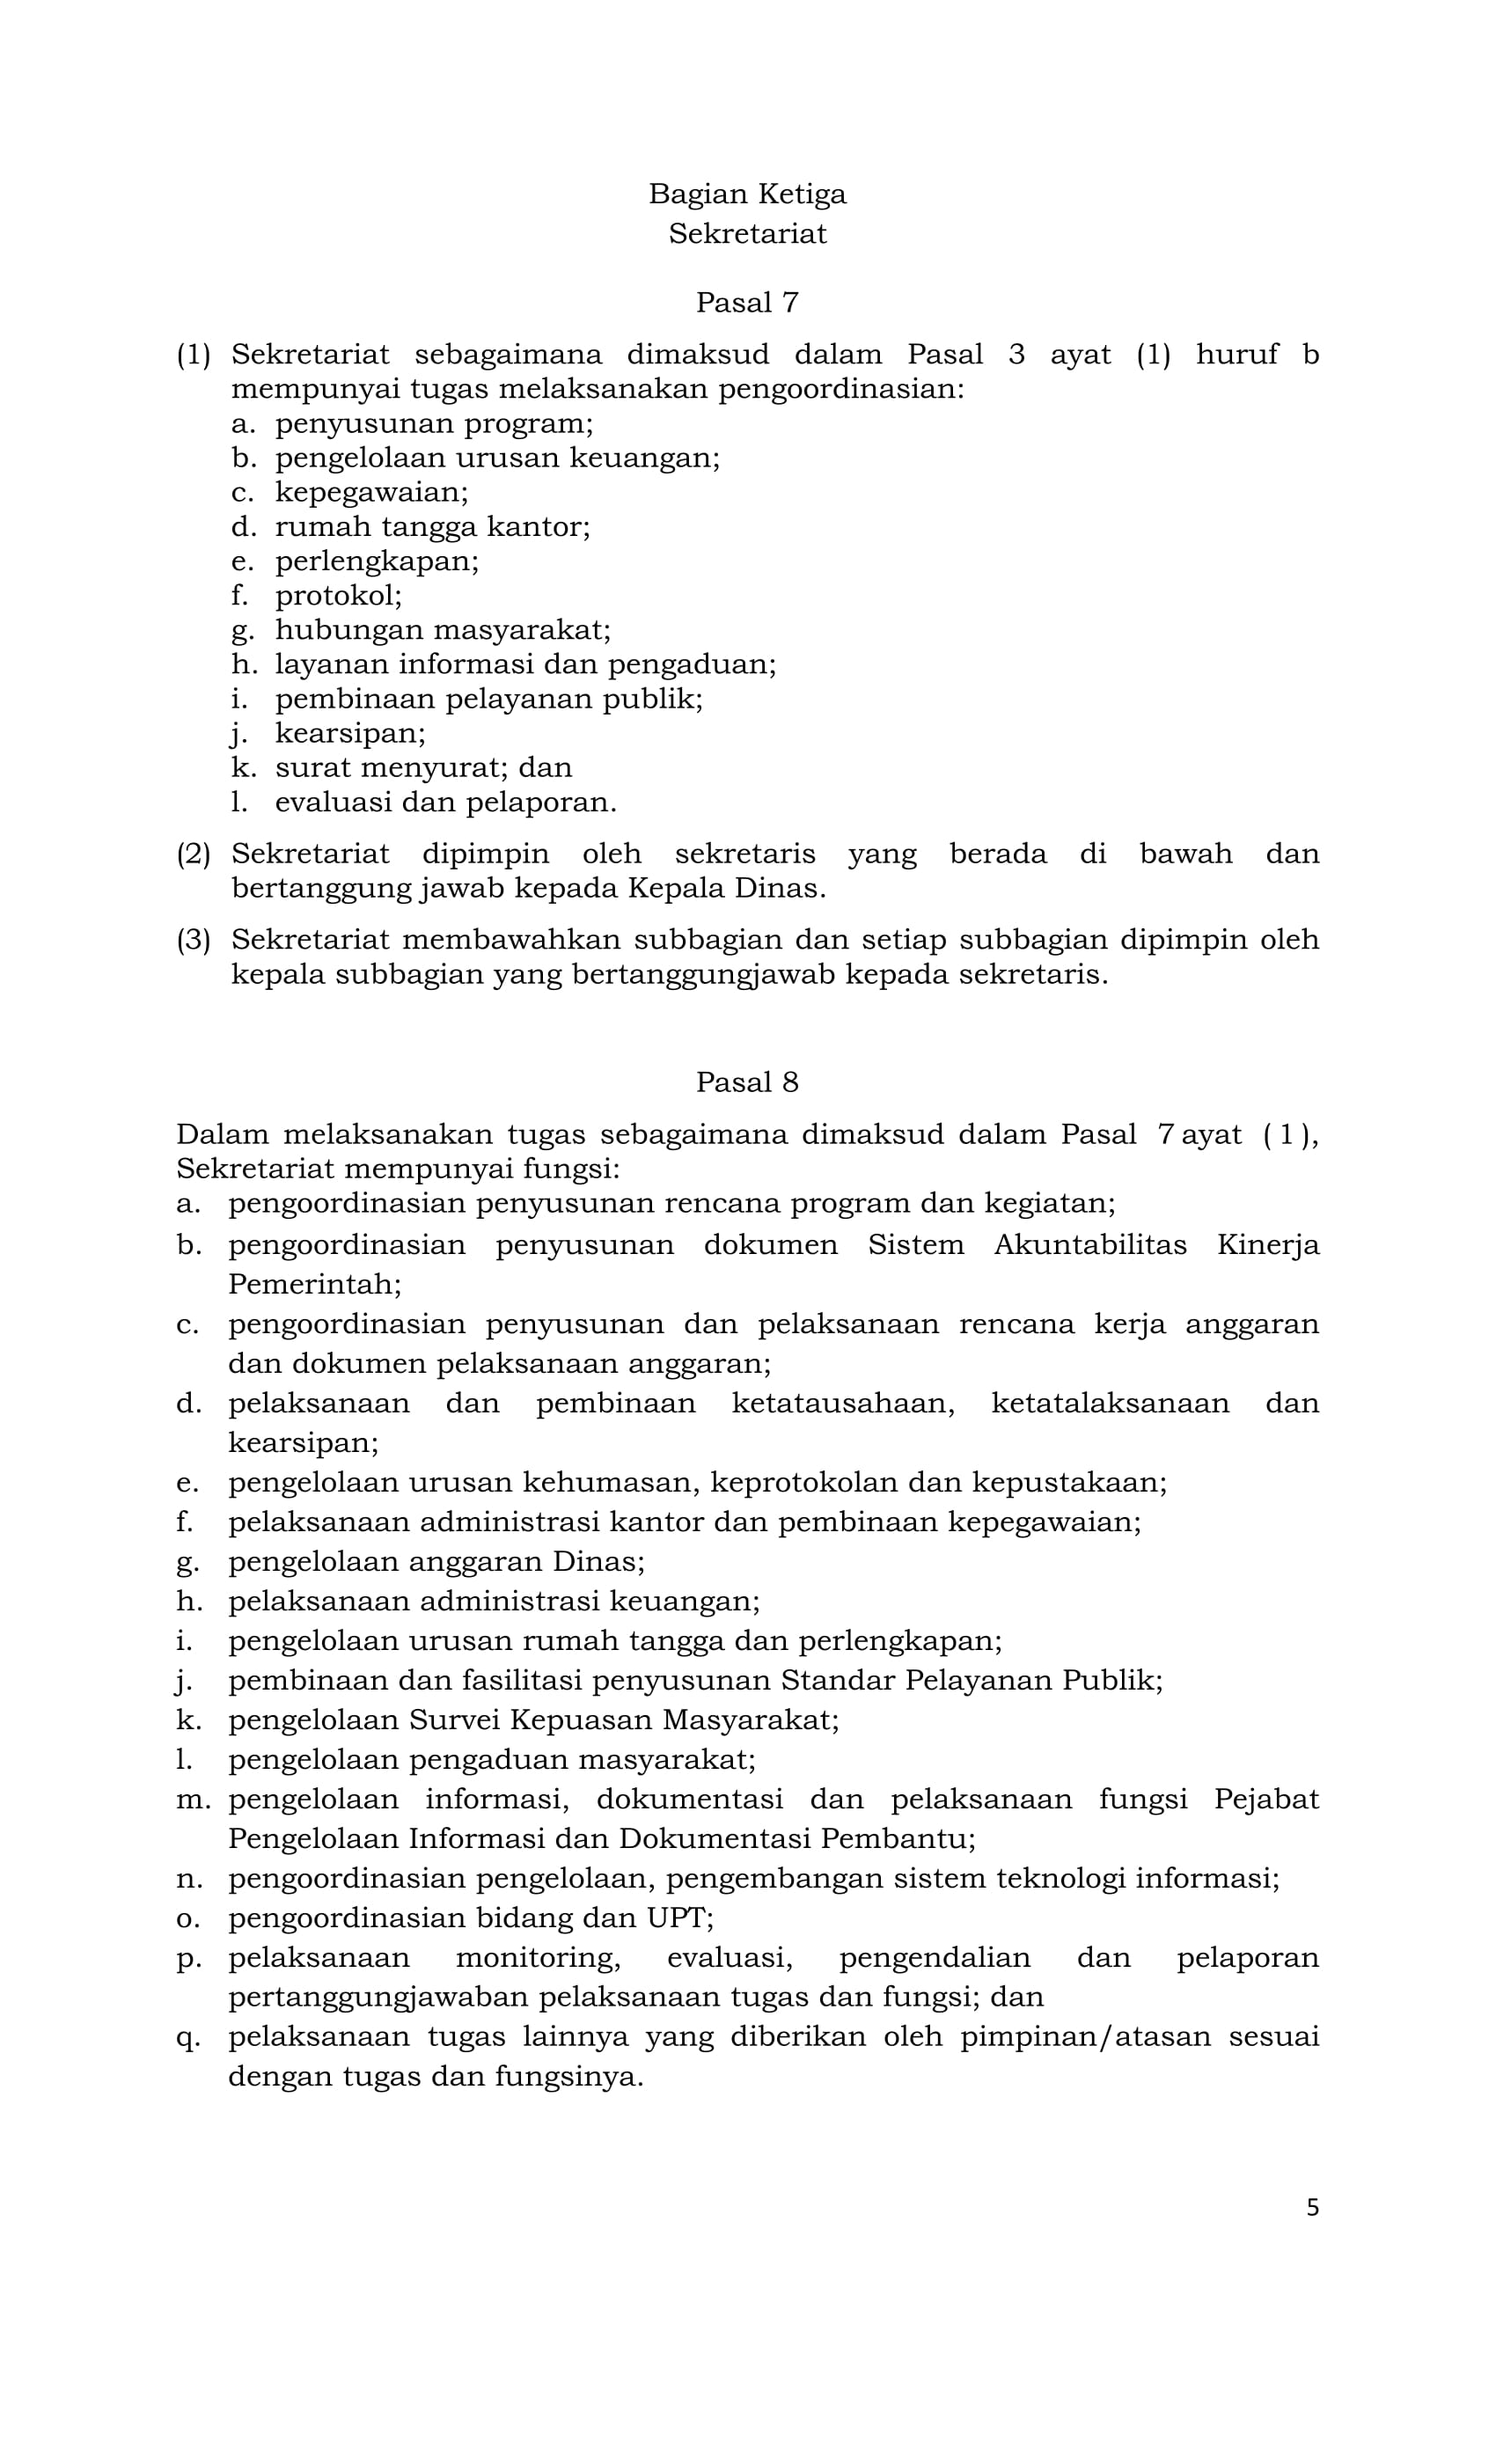 Bagian Ketiga
Sekretariat
Pasal 7
(1) Sekretariat sebagaimana dimaksud dalam Pasal 3 ayat (1) huruf b
mempunyai tugas melaksanakan pengoordinasian:
a. penyusunan program;
b. pengelolaan urusan keuangan;
c. kepegawaian;
d. rumah tangga kantor;
e. perlengkapan;
f. protokol;
g. hubungan masyarakat;
h. layanan informasi dan pengaduan;
i. pembinaan pelayanan publik;
j. kearsipan;
k. surat menyurat; dan
l. evaluasi dan pelaporan.
(2) Sekretariat dipimpin oleh sekretaris yang berada di bawah dan
bertanggung jawab kepada Kepala Dinas.
(3) Sekretariat membawahkan subbagian dan setiap subbagian dipimpin oleh
kepala subbagian yang bertanggungjawab kepada sekretaris.
Pasal 8
Dalam melaksanakan tugas sebagaimana dimaksud dalam Pasal 7 ayat (1),
Sekretariat mempunyai fungsi:
a. pengoordinasian penyusunan rencana program dan kegiatan;
b. pengoordinasian penyusunan dokumen Sistem Akuntabilitas Kinerja
Pemerintah;
c. pengoordinasian penyusunan dan pelaksanaan rencana kerja anggaran
dan dokumen pelaksanaan anggaran;
d. pelaksanaan dan pembinaan ketatausahaan, ketatalaksanaan dan
kearsipan;
e. pengelolaan urusan kehumasan, keprotokolan dan kepustakaan;
f. pelaksanaan administrasi kantor dan pembinaan kepegawaian;
g. pengelolaan anggaran Dinas;
h. pelaksanaan administrasi keuangan;
i. pengelolaan urusan rumah tangga dan perlengkapan;
j. pembinaan dan fasilitasi penyusunan Standar Pelayanan Publik;
k. pengelolaan Survei Kepuasan Masyarakat;
l. pengelolaan pengaduan masyarakat;
m. pengelolaan informasi, dokumentasi dan pelaksanaan fungsi Pejabat
Pengelolaan Informasi dan Dokumentasi Pembantu;
n. pengoordinasian pengelolaan, pengembangan sistem teknologi informasi;
o. pengoordinasian bidang dan UPT;
p. pelaksanaan monitoring, evaluasi, pengendalian dan pelaporan
pertanggungjawaban pelaksanaan tugas dan fungsi; dan
q. pelaksanaan tugas lainnya yang diberikan oleh pimpinan/atasan sesuai
dengan tugas dan fungsinya.
5